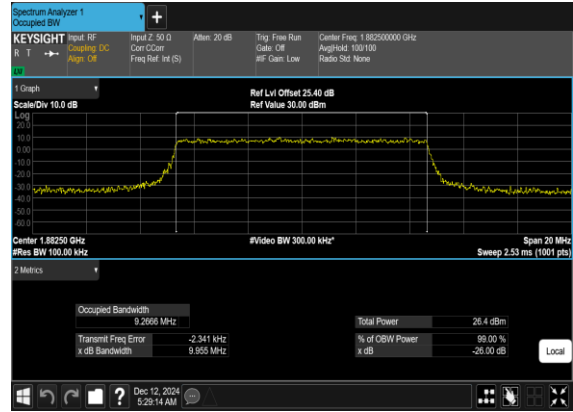 Spectrum Analyzer 1
Occupied BW
+
KEYSIGHT Input: RF Input Z: 50 Ω Atten: 20 dB Trig: Free Run Center Freq: 1.882500000 GHz
R T Coupling: DC Corr CCorr Gate: Off Avg|Hold: 100/100
Align: Off Freq Ref: Int (S) #IF Gain: Low Radio Std: None
LXI
1 Graph
Ref Lvl Offset 25.40 dB
Scale/Div 10.0 dB Ref Value 30.00 dBm
Log
20.0
10.0
0.00
-10.0
-20.0
-30.0
-40.0
-50.0
-60.0
Center 1.88250 GHz #Video BW 300.00 kHz* Span 20 MHz
#Res BW 100.00 kHz Sweep 2.53 ms (1001 pts)
2 Metrics
Occupied Bandwidth
9.2666 MHz Total Power 26.4 dBm
Transmit Freq Error -2.341 kHz % of OBW Power 99.00 %
x dB Bandwidth 9.955 MHz x dB -26.00 dB
Local
? Dec 12, 2024
5:29:14 AM